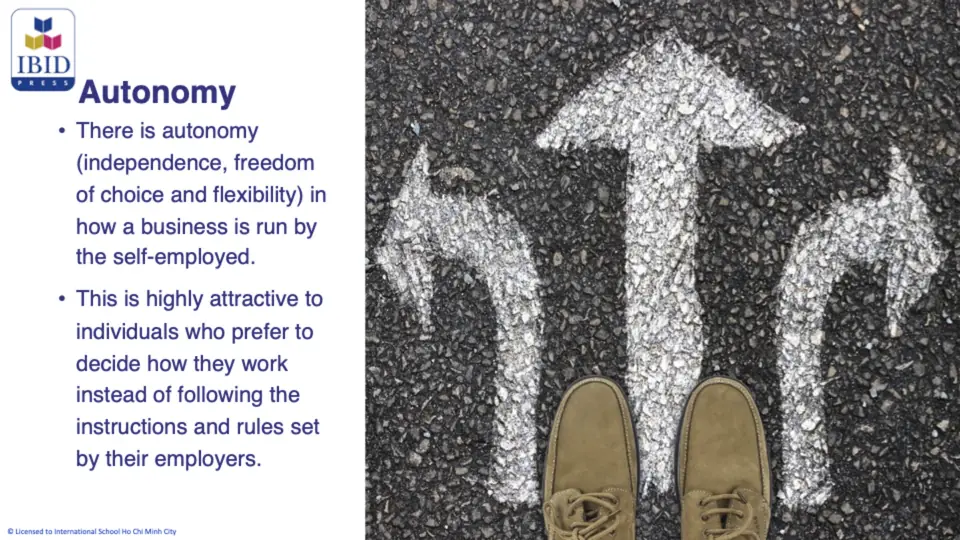 IBID
PRESS
Autonomy
• There is autonomy
(independence, freedom
of choice and flexibility) in
how a business is run by
the self-employed.
• This is highly attractive to
individuals who prefer to
decide how they work
instead of following the
instructions and rules set
by their employers.
© Licensed to International School Ho Chi Minh City